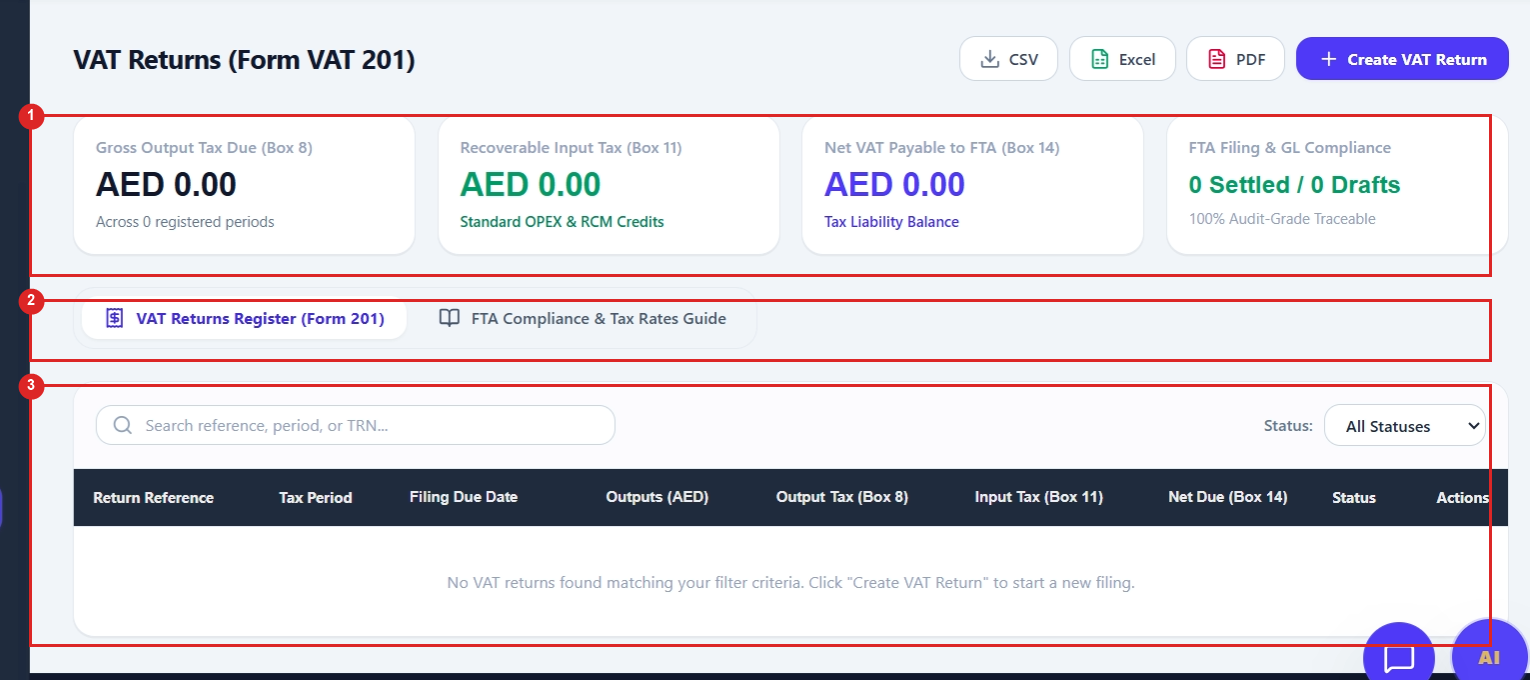 VAT Returns (Form VAT 201)
CSV
Excel
PDF
Create VAT Return
1
Gross Output Tax Due (Box 8)
AED 0.00
Across 0 registered periods
Recoverable Input Tax (Box 11)
AED 0.00
Standard OPEX & RCM Credits
Net VAT Payable to FTA (Box 14)
AED 0.00
Tax Liability Balance
FTA Filing & GL Compliance
0 Settled / 0 Drafts
100% Audit-Grade Traceable
2
VAT Returns Register (Form 201)
FTA Compliance & Tax Rates Guide
3
Search reference, period, or TRN...
Status:
All Statuses
Return Reference
Tax Period
Filing Due Date
Outputs (AED)
Output Tax (Box 8)
Input Tax (Box 11)
Net Due (Box 14)
Status
Actions
No VAT returns found matching your filter criteria. Click "Create VAT Return" to start a new filing.
AI